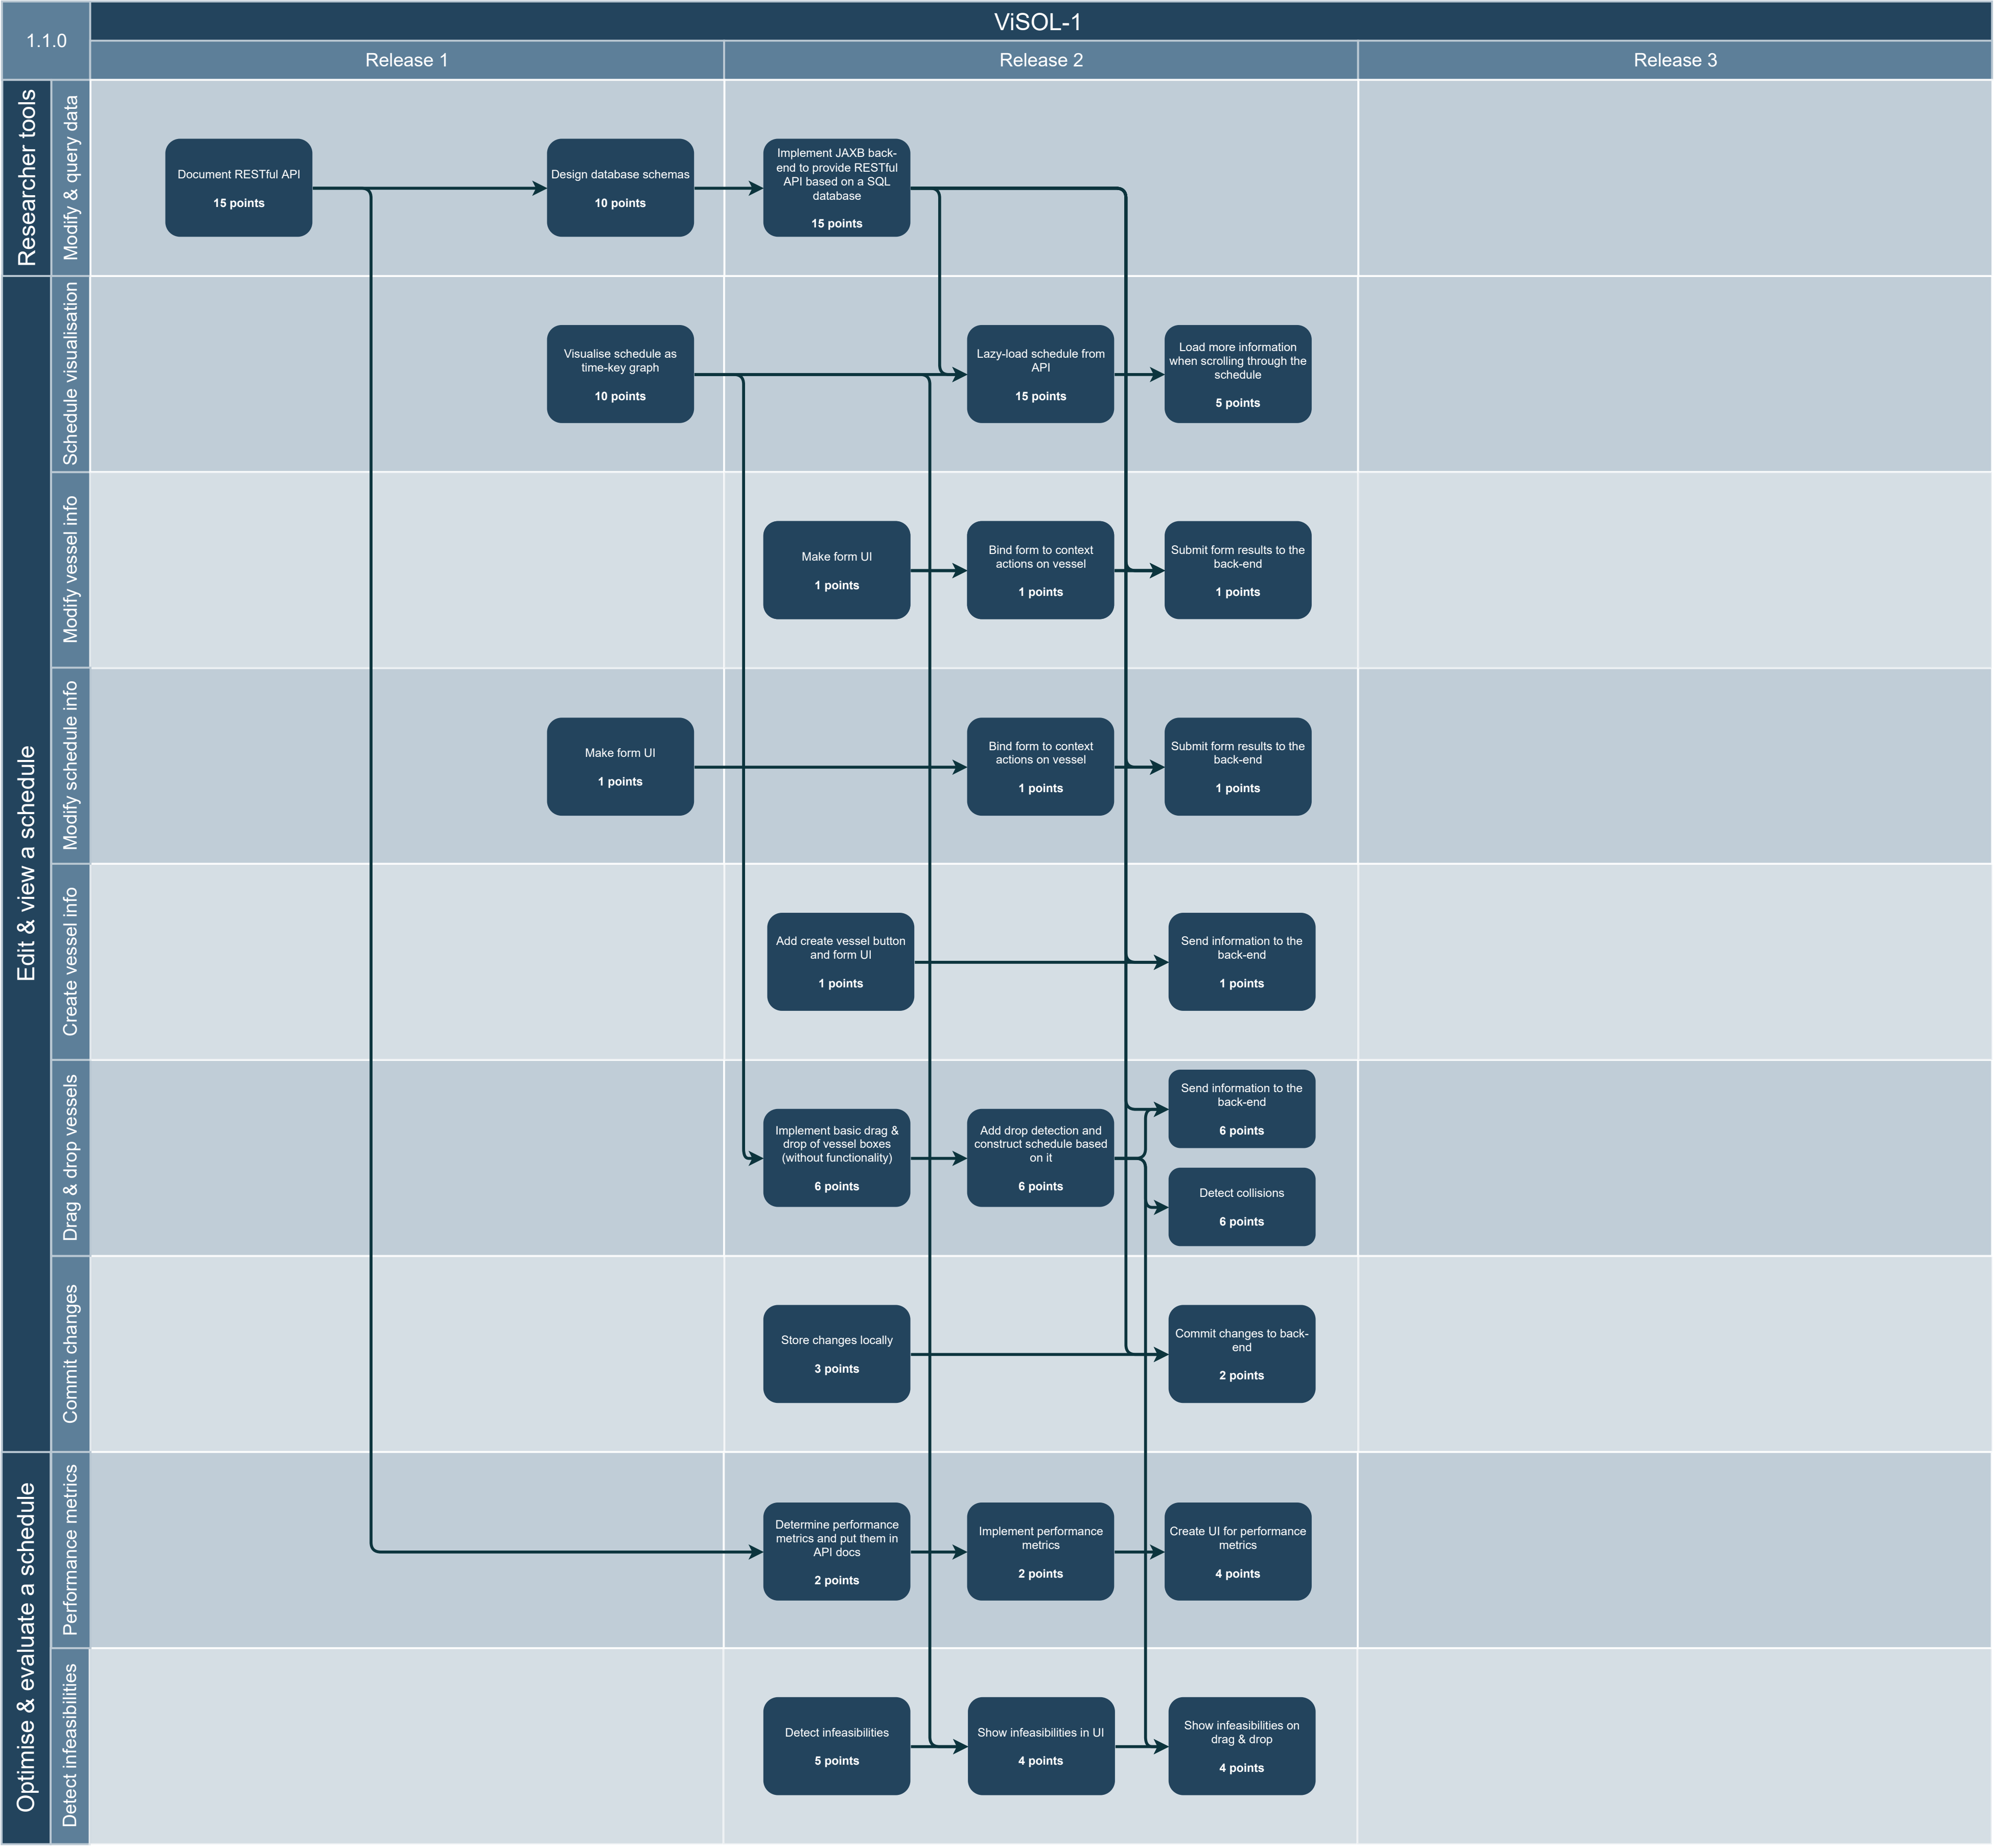 1.1.0
ViSOL-1
Release 1
Release 2
Release 3
Researcher tools
Modify & query data
Document RESTful API
15 points
Design database schemas
10 points
Implement JAXB back-
end to provide RESTful
API based on a SQL
database
15 points
Edit & view a schedule
Schedule visualisation
Visualise schedule as
time-key graph
10 points
Lazy-load schedule from
API
15 points
Load more information
when scrolling through the
schedule
5 points
Modify vessel info
Make form UI
1 points
Bind form to context
actions on vessel
1 points
Submit form results to the
back-end
1 points
Modify schedule info
Make form UI
1 points
Bind form to context
actions on vessel
1 points
Submit form results to the
back-end
1 points
Create vessel info
Add create vessel button
and form UI
1 points
Send information to the
back-end
1 points
Drag & drop vessels
Implement basic drag &
drop of vessel boxes
(without functionality)
6 points
Add drop detection and
construct schedule based
on it
6 points
Send information to the
back-end
6 points
Detect collisions
6 points
Commit changes
Store changes locally
3 points
Commit changes to back-
end
2 points
Optimise & evaluate a schedule
Performance metrics
Determine performance
metrics and put them in
API docs
2 points
Implement performance
metrics
2 points
Create UI for performance
metrics
4 points
Detect infeasibilities
Detect infeasibilities
5 points
Show infeasibilities in UI
4 points
Show infeasibilities on
drag & drop
4 points